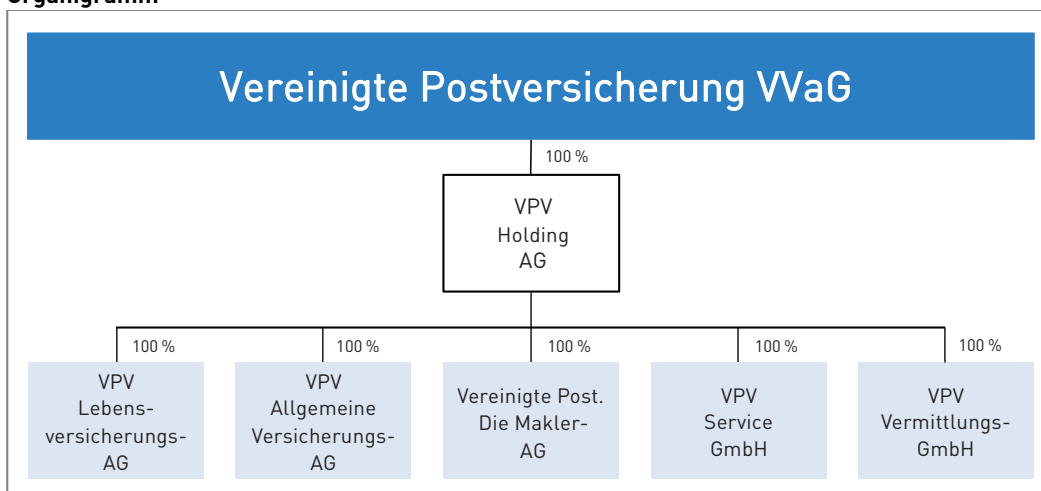 Organigramm
Vereinigte Postversicherung VVaG
100 %
VPV
Holding
AG
100 %
100 %
100 %
100 %
100 %
VPV
Lebens-
versicherungs-
AG
VPV
Allgemeine
Versicherungs-
AG
Vereinigte Post.
Die Makler-
AG
VPV
Service
GmbH
VPV
Vermittlungs-
GmbH